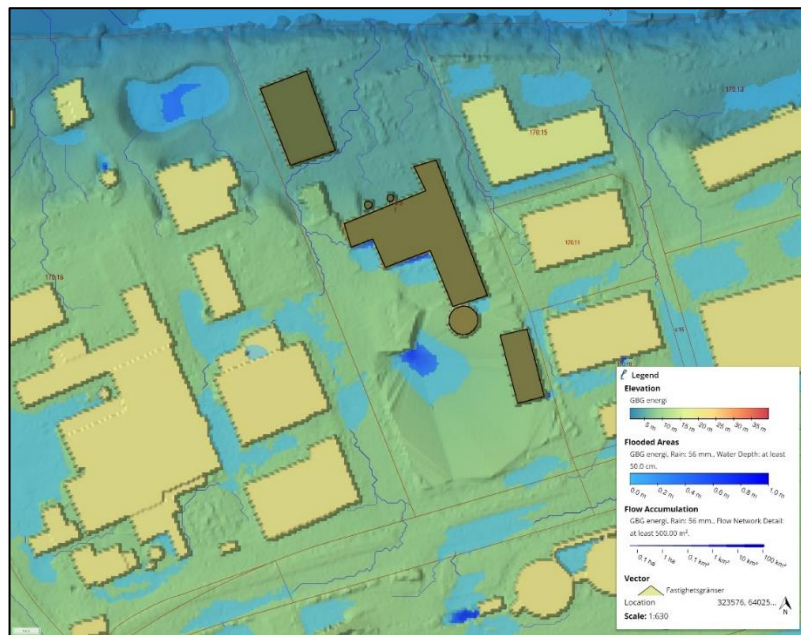 170:13
170:15
170:11
170:16
Legend
Elevation
GBG energi
5 m 10 m 15 m 20 m 25 m 30 m 35 m
Flooded Areas
GBG energi, Rain: 56 mm., Water Depth: at least
50.0 cm.
0.0 m 0.2 m 0.4 m 0.6 m 0.8 m 1.0 m
Flow Accumulation
GBG energi, Rain: 56 mm., Flow Network Detail:
at least 500.00 m².
0.1 ha 1 ha 0.1 km² 1 km² 10 km² 100 km²
Vector
Fastighetsgränser
Location 323576, 64025...
N
Scale: 1:630